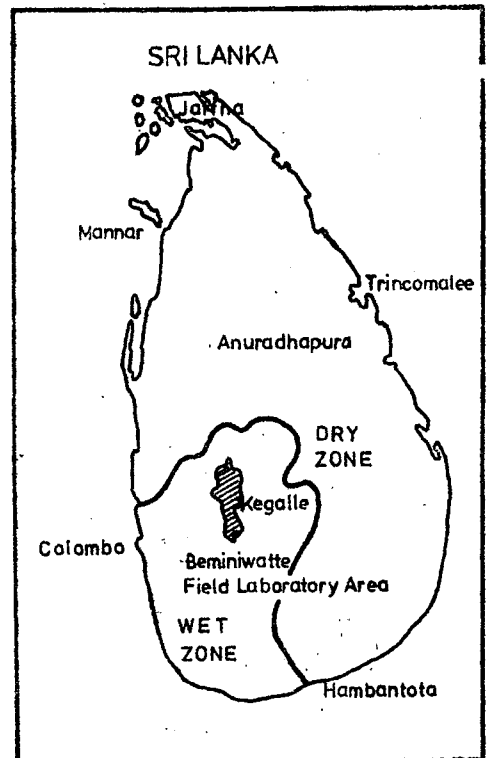 SRI LANKA
Jaffna
Mannar
Trincomalee
Anuradhapura
DRY
ZONE
Kegalle
Colombo
Beminiwatte
Field Laboratory Area
WET
ZONE
Hambantota